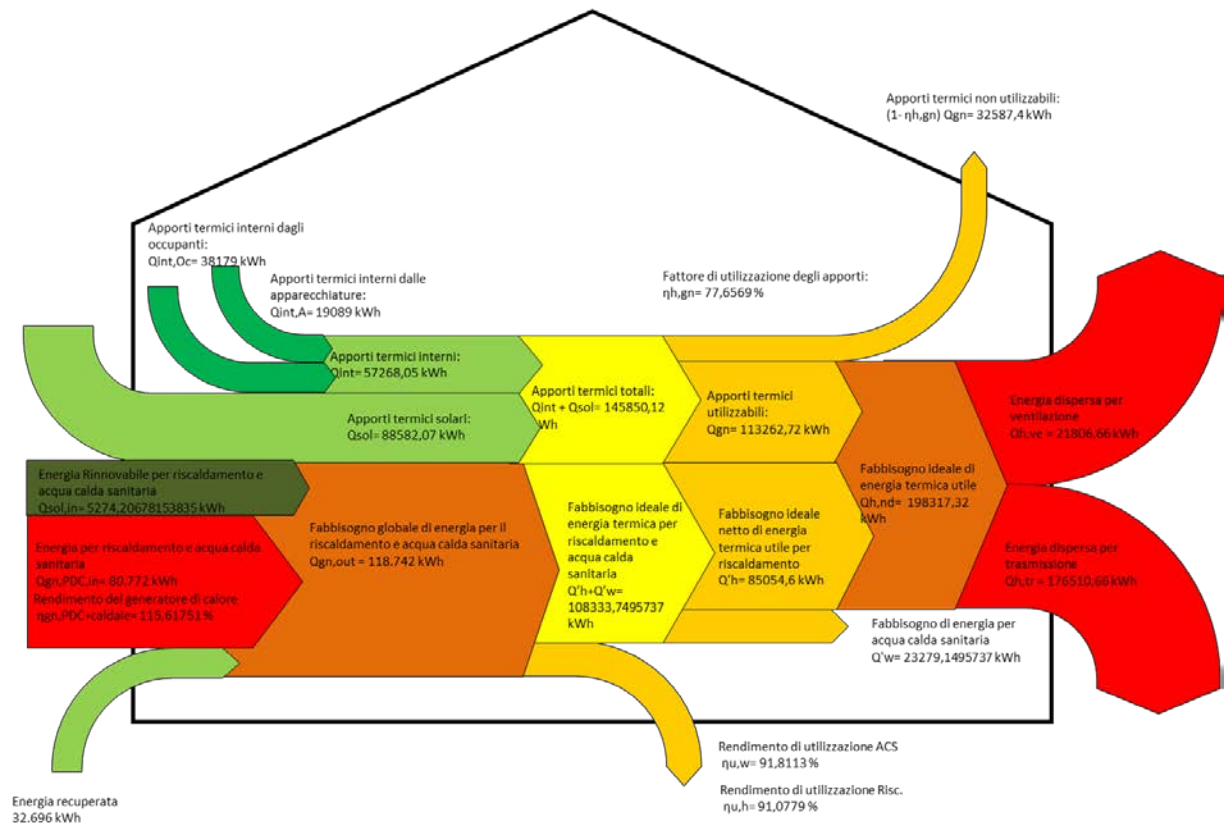 Apporti termici non utilizzabili:
(1- ηh,gn) Qgn= 32587,4 kWh
Apporti termici interni dagli
occupanti:
Qint,Oc= 38179 kWh
Apporti termici interni dalle
apparecchiature:
Qint,A= 19089 kWh
Fattore di utilizzazione degli apporti:
ηh,gn= 77,6569 %
Apporti termici interni:
Qint= 57268,05 kWh
Apporti termici solari:
Qsol= 88582,07 kWh
Apporti termici totali:
Qint + Qsol= 145850,12
kWh
Apporti termici
utilizzabili:
Qgn= 113262,72 kWh
Energia dispersa per
ventilazione
Qh,ve = 21806,66 kWh
Energia Rinnovabile per riscaldamento e
acqua calda sanitaria
Qsol,in= 5274,20678153835 kWh
Energia per riscaldamento e acqua calda
sanitaria
Qgn,PDC,in= 80.772 kWh
Rendimento del generatore di calore
ηgn,PDC+caldaie= 115,61751 %
Fabbisogno globale di energia per il
riscaldamento e acqua calda sanitaria
Qgn,out = 118.742 kWh
Fabbisogno ideale di
energia termica per
riscaldamento e
acqua calda
sanitaria
Q'h+Q'w=
108333,7495737
kWh
Fabbisogno ideale
netto di energia
termica utile per
riscaldamento
Q'h= 85054,6 kWh
Fabbisogno ideale di
energia termica utile
Qh,nd= 198317,32
kWh
Energia dispersa per
trasmissione
Qh,tr = 176510,66 kWh
Fabbisogno di energia per
acqua calda sanitaria
Q'w= 23279,1495737 kWh
Rendimento di utilizzazione ACS
ηu,w= 91,8113 %
Rendimento di utilizzazione Risc.
ηu,h= 91,0779 %
Energia recuperata
32.696 kWh